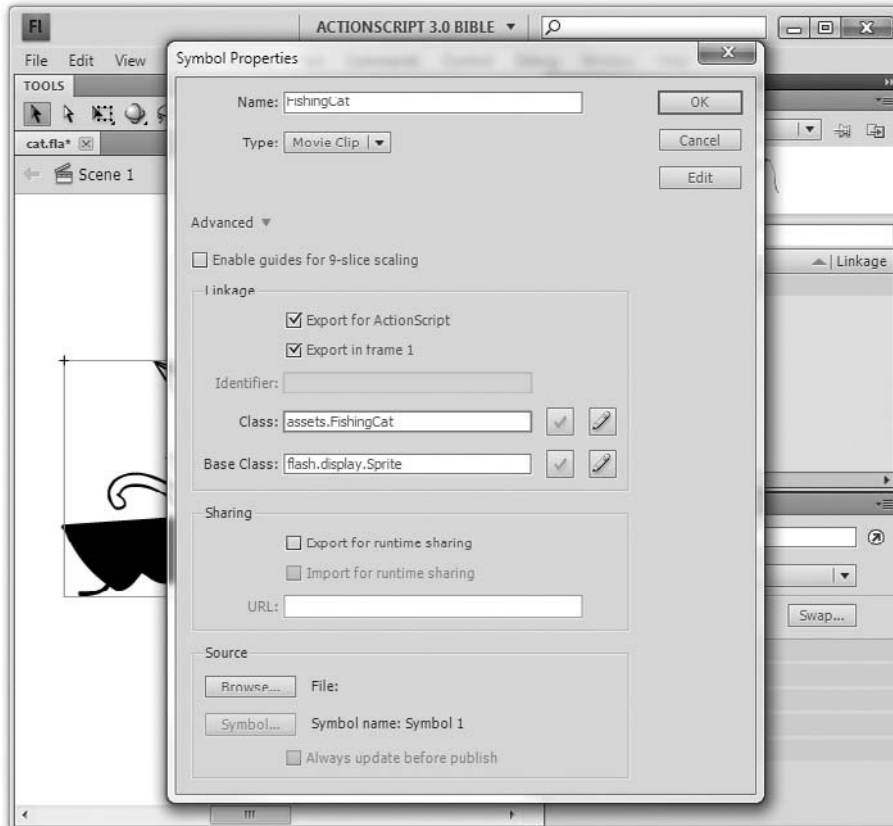 Fl
ACTIONSCRIPT 3.0 BIBLE
File Edit View
TOOLS
cat.fla*
Scene 1
Linkage
Swap...
Symbol Properties
Name: FishingCat
OK
Type: Movie Clip
Cancel
Edit
Advanced
Enable guides for 9-slice scaling
Linkage
Export for ActionScript
Export in frame 1
Identifier:
Class: assets.FishingCat
Base Class: flash.display.Sprite
Sharing
Export for runtime sharing
Import for runtime sharing
URL:
Source
Browse... File:
Symbol... Symbol name: Symbol 1
Always update before publish